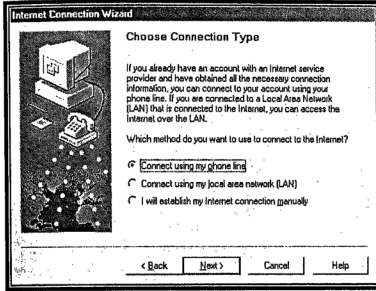 Internet Connection Wizard
Choose Connection Type
If you already have an account with an Internet service
provider and have obtained all the necessary connection
information, you can connect to your account using your
phone line. If you are connected to a Local Area Network
(LAN) that is connected to the Internet, you can access the
Internet over the LAN.
Which method do you want to use to connect to the Internet?
Connect using my phone line
Connect using my local area network (LAN)
I will establish my Internet connection manually
< Back Next > Cancel Help